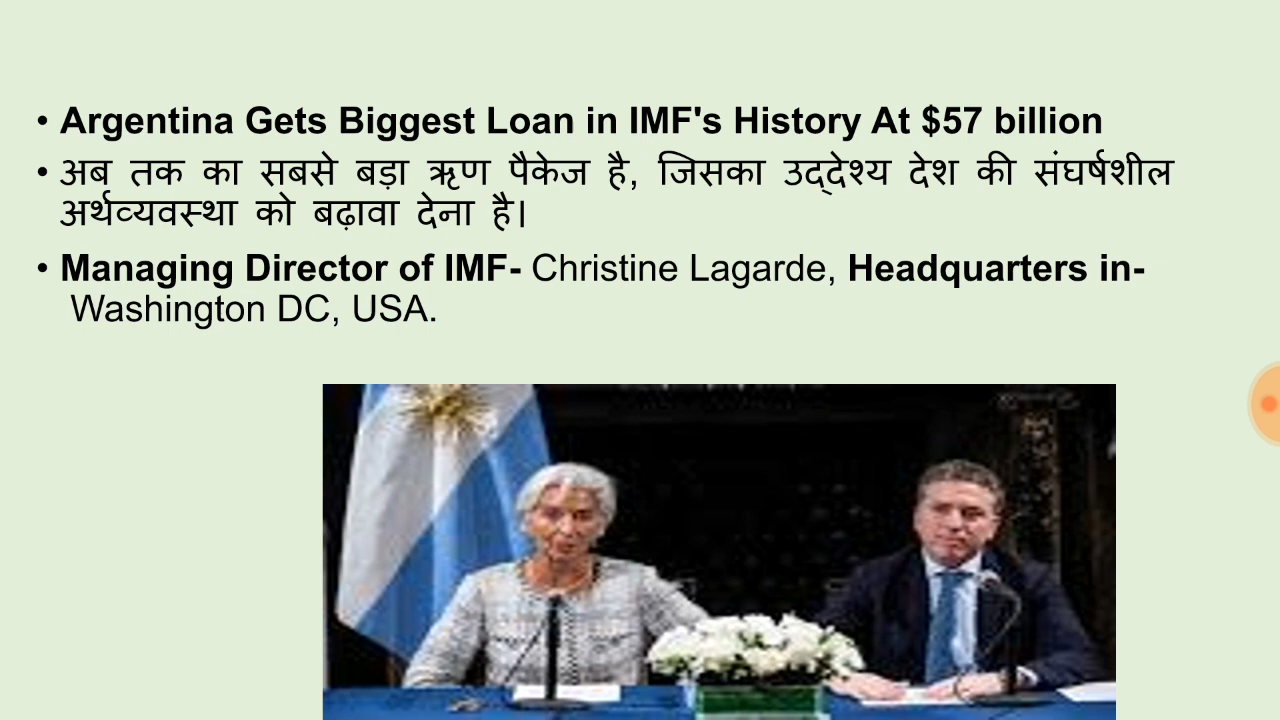 • Argentina Gets Biggest Loan in IMF's History At $57 billion
• अब तक का सबसे बड़ा ऋण पैकेज है, जिसका उद्देश्य देश की संघर्षशील
अर्थव्यवस्था को बढ़ावा देना है।
• Managing Director of IMF- Christine Lagarde, Headquarters in-
Washington DC, USA.